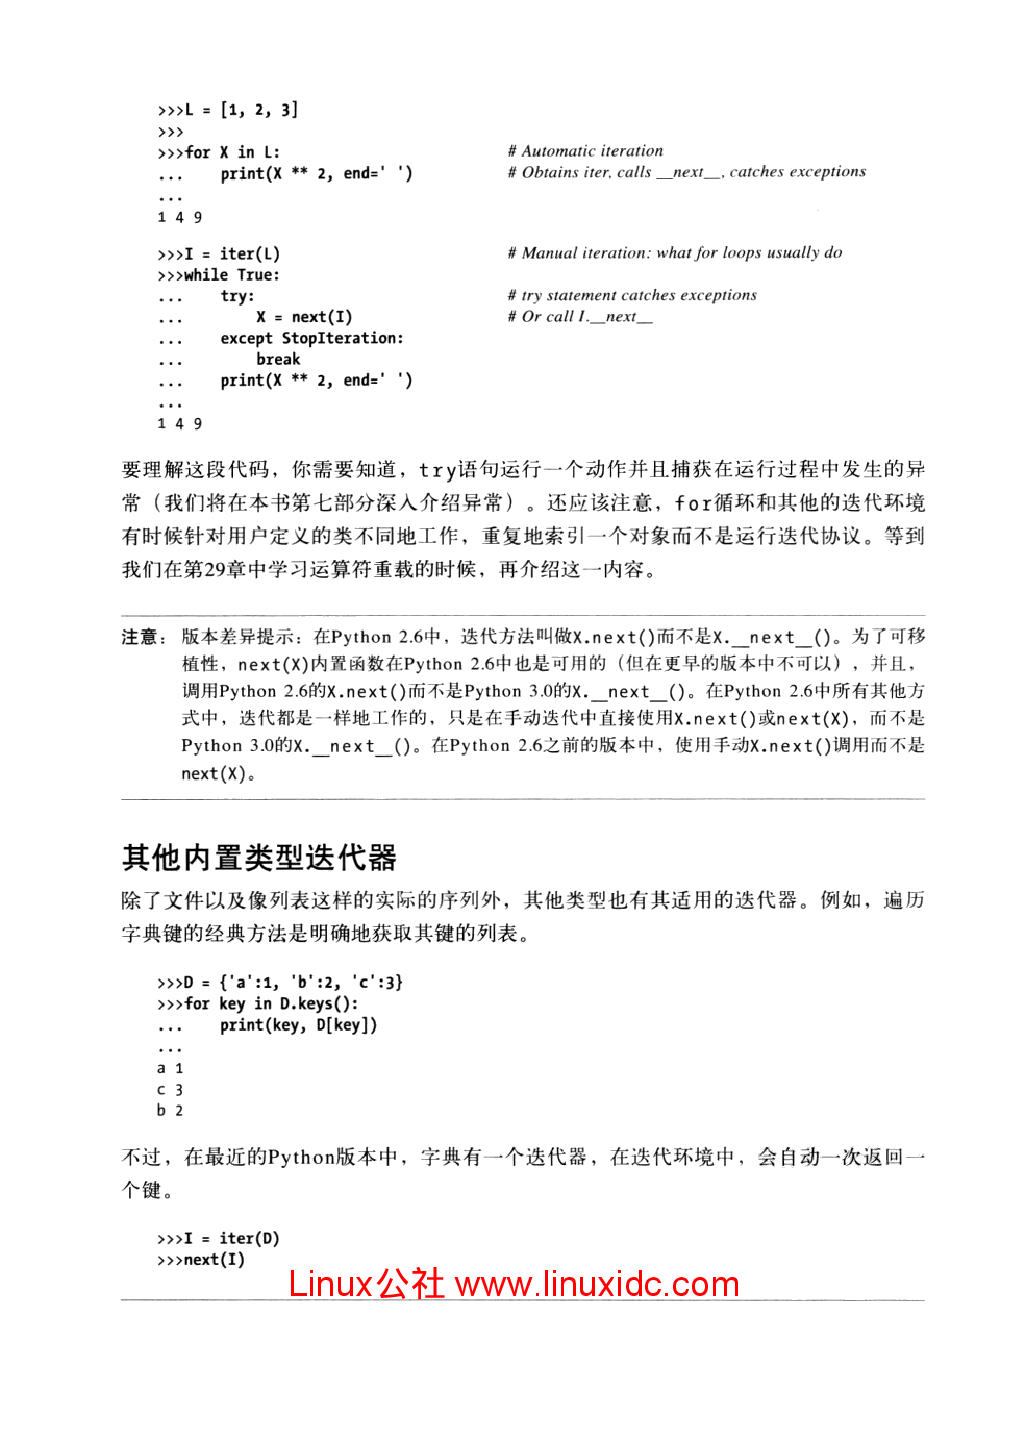 >>>L = [1, 2, 3]
>>>
>>>for X in L: # Automatic iteration
... print(X ** 2, end=' ') # Obtains iter, calls __next__, catches exceptions
...
1 4 9
>>>I = iter(L) # Manual iteration: what for loops usually do
>>>while True:
... try: # try statement catches exceptions
... X = next(I) # Or call I.__next__
... except StopIteration:
... break
... print(X ** 2, end=' ')
...
1 4 9
要理解这段代码，你需要知道，try语句运行一个动作并且捕获在运行过程中发生的异
常（我们将在本书第七部分深入介绍异常）。还应该注意，for循环和其他的迭代环境
有时候针对用户定义的类不同地工作，重复地索引一个对象而不是运行迭代协议。等到
我们在第29章中学习运算符重载的时候，再介绍这一内容。
注意： 版本差异提示：在Python 2.6中，迭代方法叫做X.next()而不是X.__next__()。为了可移
植性，next(X)内置函数在Python 2.6中也是可用的（但在更早的版本中不可以），并且，
调用Python 2.6的X.next()而不是Python 3.0的X.__next__()。在Python 2.6中所有其他方
式中，迭代都是一样地工作的，只是在手动迭代中直接使用X.next()或next(X)，而不是
Python 3.0的X.__next__()。在Python 2.6之前的版本中，使用手动X.next()调用而不是
next(X)。
其他内置类型迭代器
除了文件以及像列表这样的实际的序列外，其他类型也有其适用的迭代器。例如，遍历
字典键的经典方法是明确地获取其键的列表。
>>>D = {'a':1, 'b':2, 'c':3}
>>>for key in D.keys():
... print(key, D[key])
...
a 1
c 3
b 2
不过，在最近的Python版本中，字典有一个迭代器，在迭代环境中，会自动一次返回一
个键。
>>>I = iter(D)
>>>next(I)
Linux公社 www.linuxidc.com